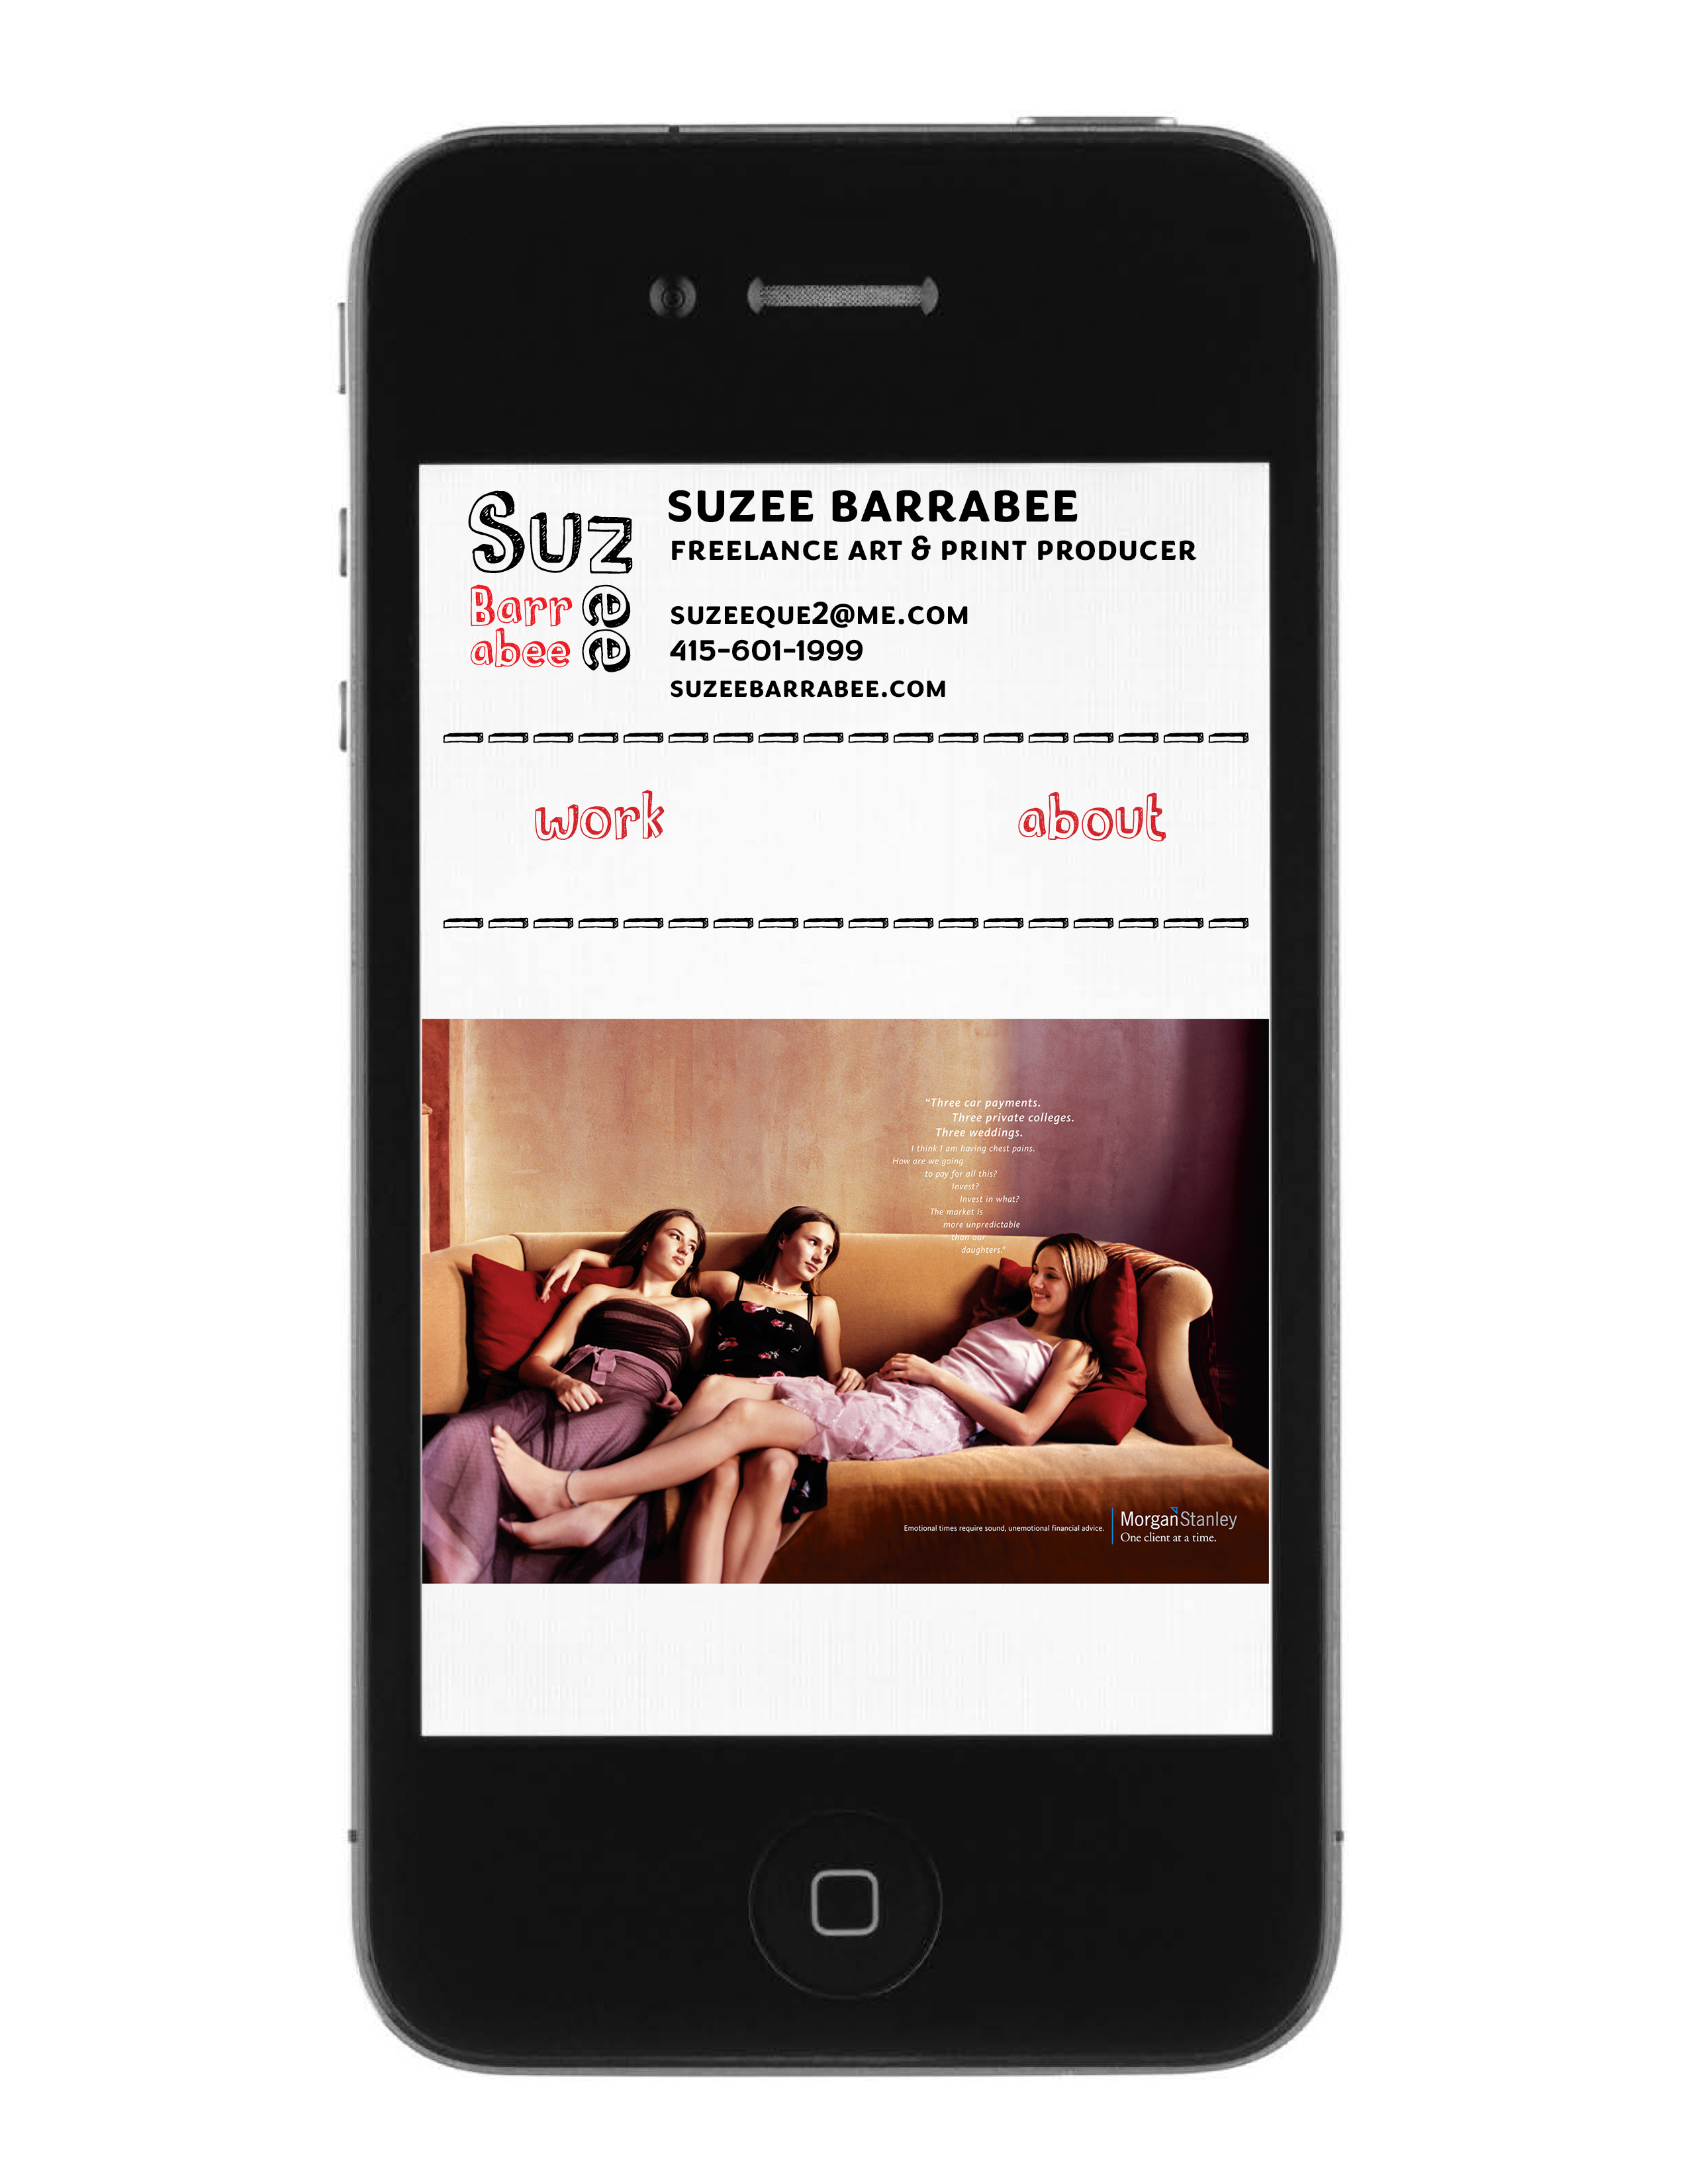 Suz
Barr ee
abee
SUZEE BARRABEE
FREELANCE ART & PRINT PRODUCER
SUZEEQUE2@ME.COM
415-601-1999
SUZEEBARRABEE.COM
work
about
"Three car payments.
Three private colleges.
Three weddings.
I think I am having chest pains.
How are we going
to pay for all this?
Invest?
Invest in what?
The market is
more unpredictable
than our
daughters."
Emotional times require sound, unemotional financial advice.
MorganStanley
One client at a time.